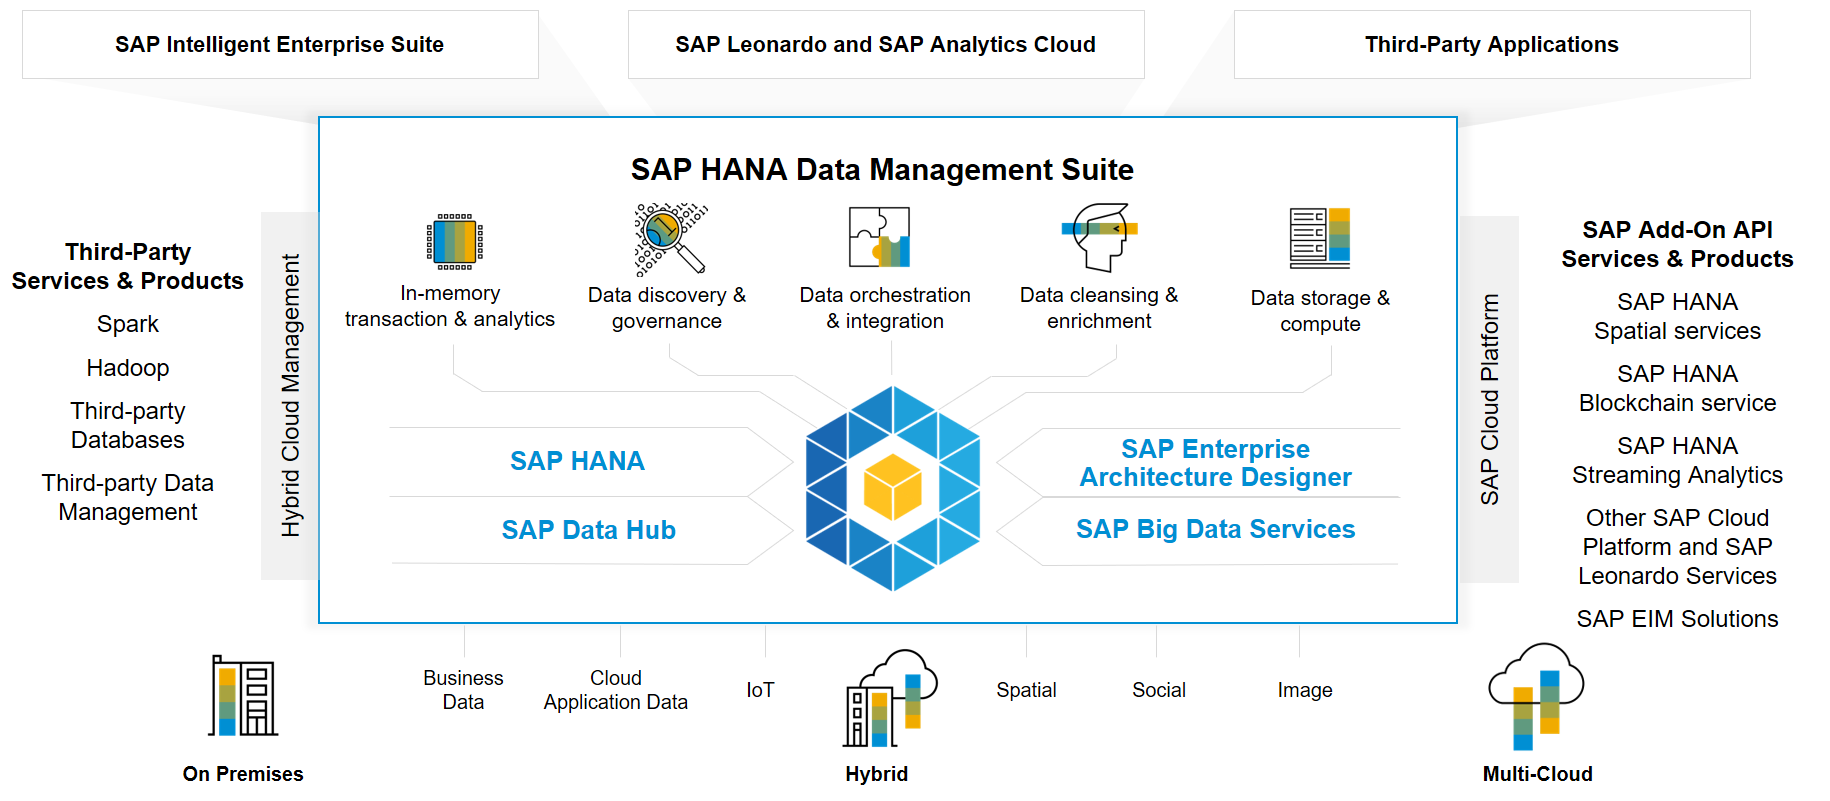 SAP Intelligent Enterprise Suite
SAP Leonardo and SAP Analytics Cloud
Third-Party Applications
SAP HANA Data Management Suite
Third-Party
Services & Products
Spark
Hadoop
Third-party
Databases
Third-party Data
Management
Hybrid Cloud Management
In-memory
transaction & analytics
Data discovery &
governance
Data orchestration
& integration
Data cleansing &
enrichment
Data storage &
compute
SAP HANA
SAP Data Hub
SAP Enterprise
Architecture Designer
SAP Big Data Services
SAP Cloud Platform
SAP Add-On API
Services & Products
SAP HANA
Spatial services
SAP HANA
Blockchain service
SAP HANA
Streaming Analytics
Other SAP Cloud
Platform and SAP
Leonardo Services
SAP EIM Solutions
Business
Data
Cloud
Application Data
IoT
Spatial
Social
Image
On Premises
Hybrid
Multi-Cloud